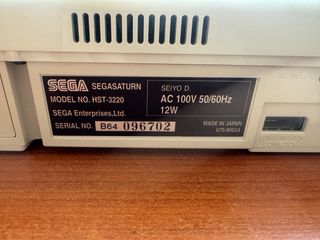 SEGA SEGASATURN
MODEL NO. HST-3220
SEGA Enterprises,Ltd.
SERIAL NO. B64 096702
SEIYO D.
AC 100V 50/60Hz
12W
MADE IN JAPAN
670-8093A